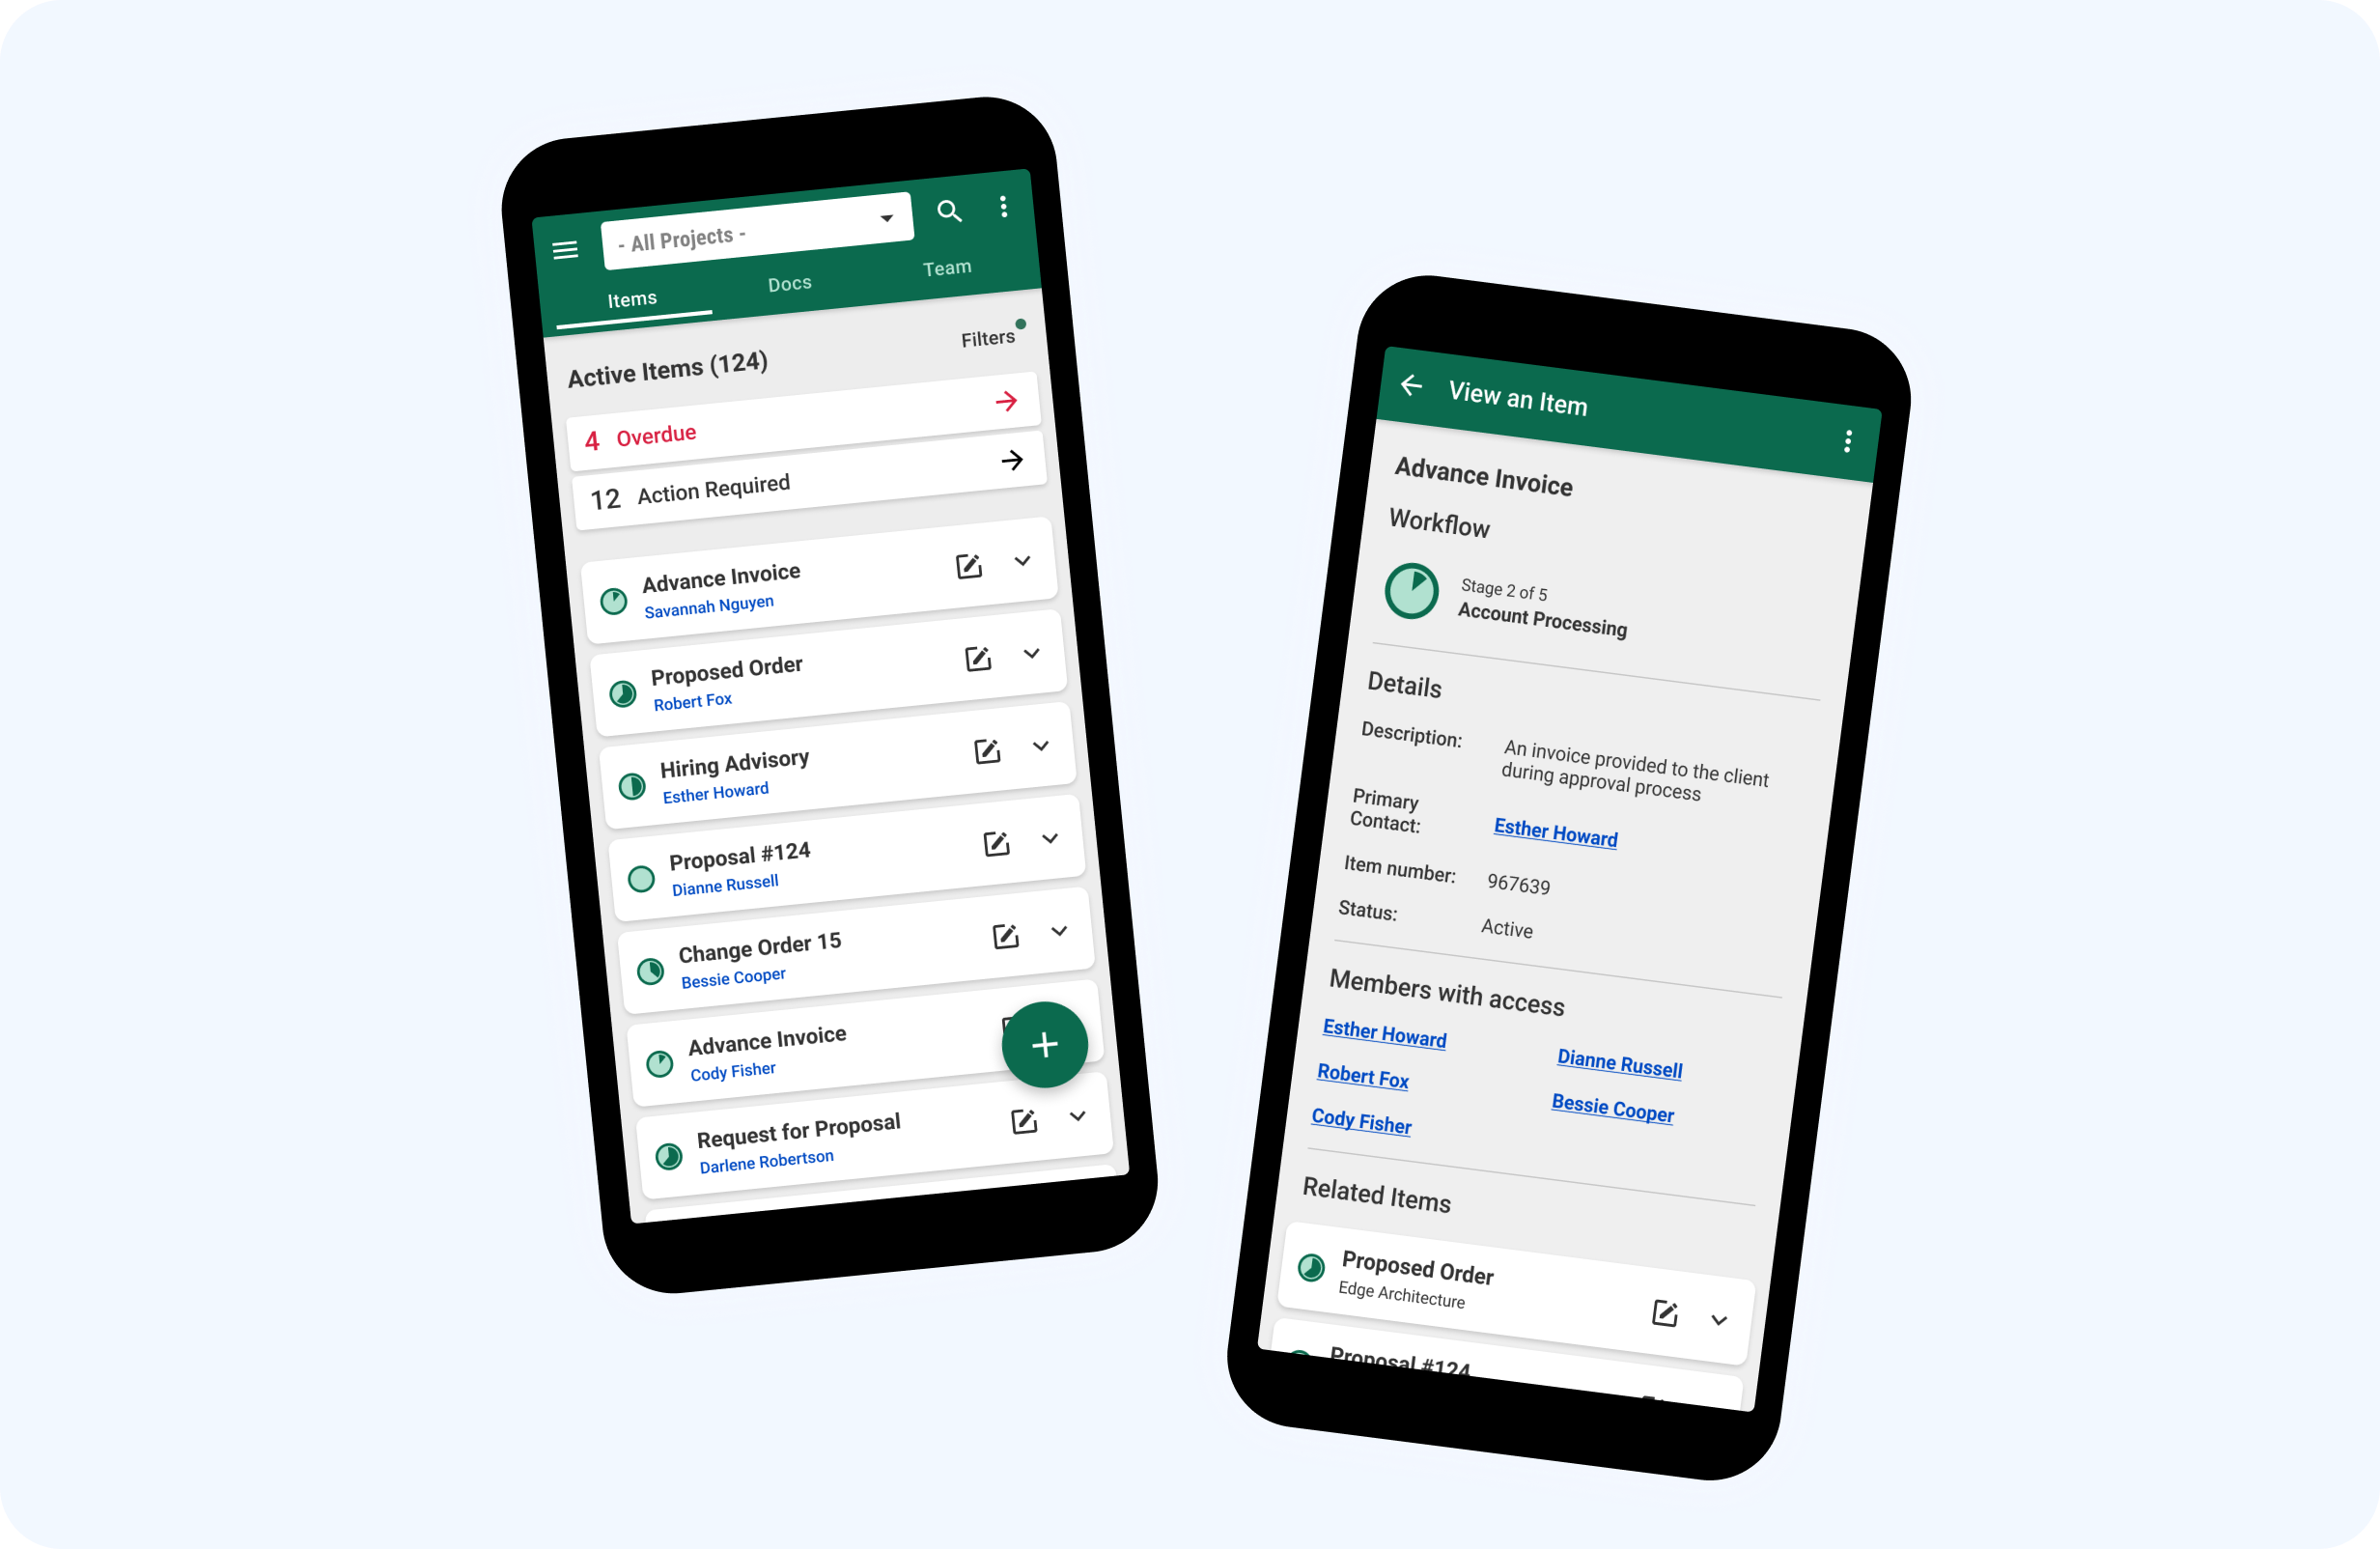 - All Projects -
Items
Docs
Team
Active Items (124)
Filters
4 Overdue
12 Action Required
Advance Invoice
Savannah Nguyen
Proposed Order
Robert Fox
Hiring Advisory
Esther Howard
Proposal #124
Dianne Russell
Change Order 15
Bessie Cooper
Advance Invoice
Cody Fisher
Request for Proposal
Darlene Robertson
View an Item
Advance Invoice
Workflow
Stage 2 of 5
Account Processing
Details
Description:
An invoice provided to the client
during approval process
Primary
Contact:
Esther Howard
Item number:
967639
Status:
Active
Members with access
Esther Howard
Dianne Russell
Robert Fox
Bessie Cooper
Cody Fisher
Related Items
Proposed Order
Edge Architecture
Proposal #124